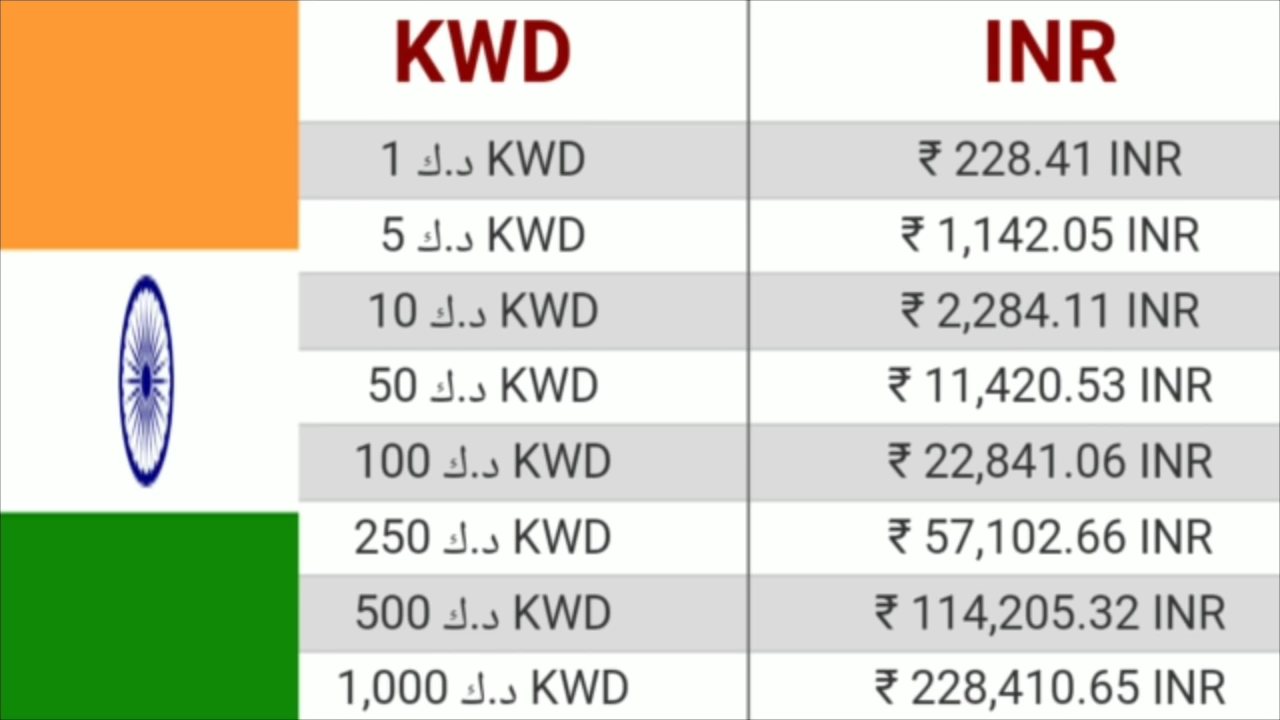 KWD INR
1 د.ك KWD ₹ 228.41 INR
5 د.ك KWD ₹ 1,142.05 INR
10 د.ك KWD ₹ 2,284.11 INR
50 د.ك KWD ₹ 11,420.53 INR
100 د.ك KWD ₹ 22,841.06 INR
250 د.ك KWD ₹ 57,102.66 INR
500 د.ك KWD ₹ 114,205.32 INR
1,000 د.ك KWD ₹ 228,410.65 INR